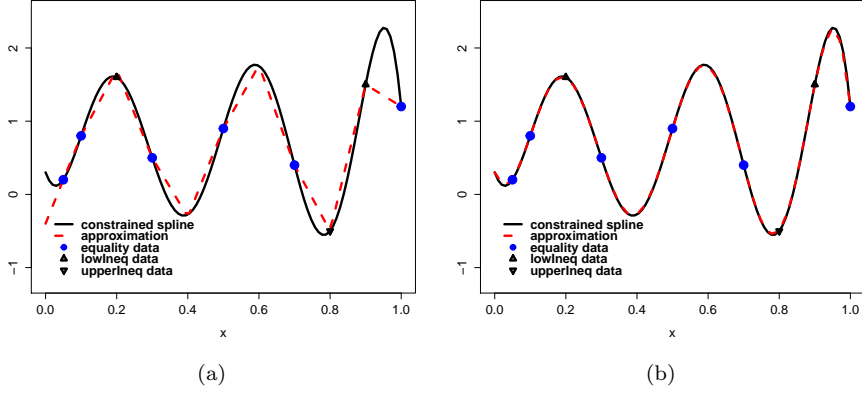 2
1
0
−1
constrained spline
approximation
equality data
lowIneq data
upperIneq data
0.0 0.2 0.4 0.6 0.8 1.0
x
(a)
2
1
0
−1
constrained spline
approximation
equality data
lowIneq data
upperIneq data
0.0 0.2 0.4 0.6 0.8 1.0
x
(b)